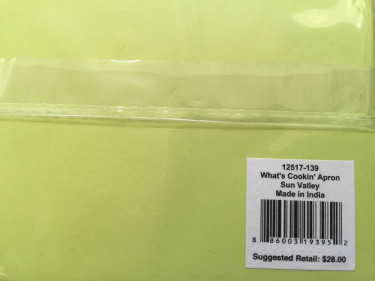 12517-139
What's Cookin' Apron
Sun Valley
Made in India
8 86003 19395 2
Suggested Retail: $28.00